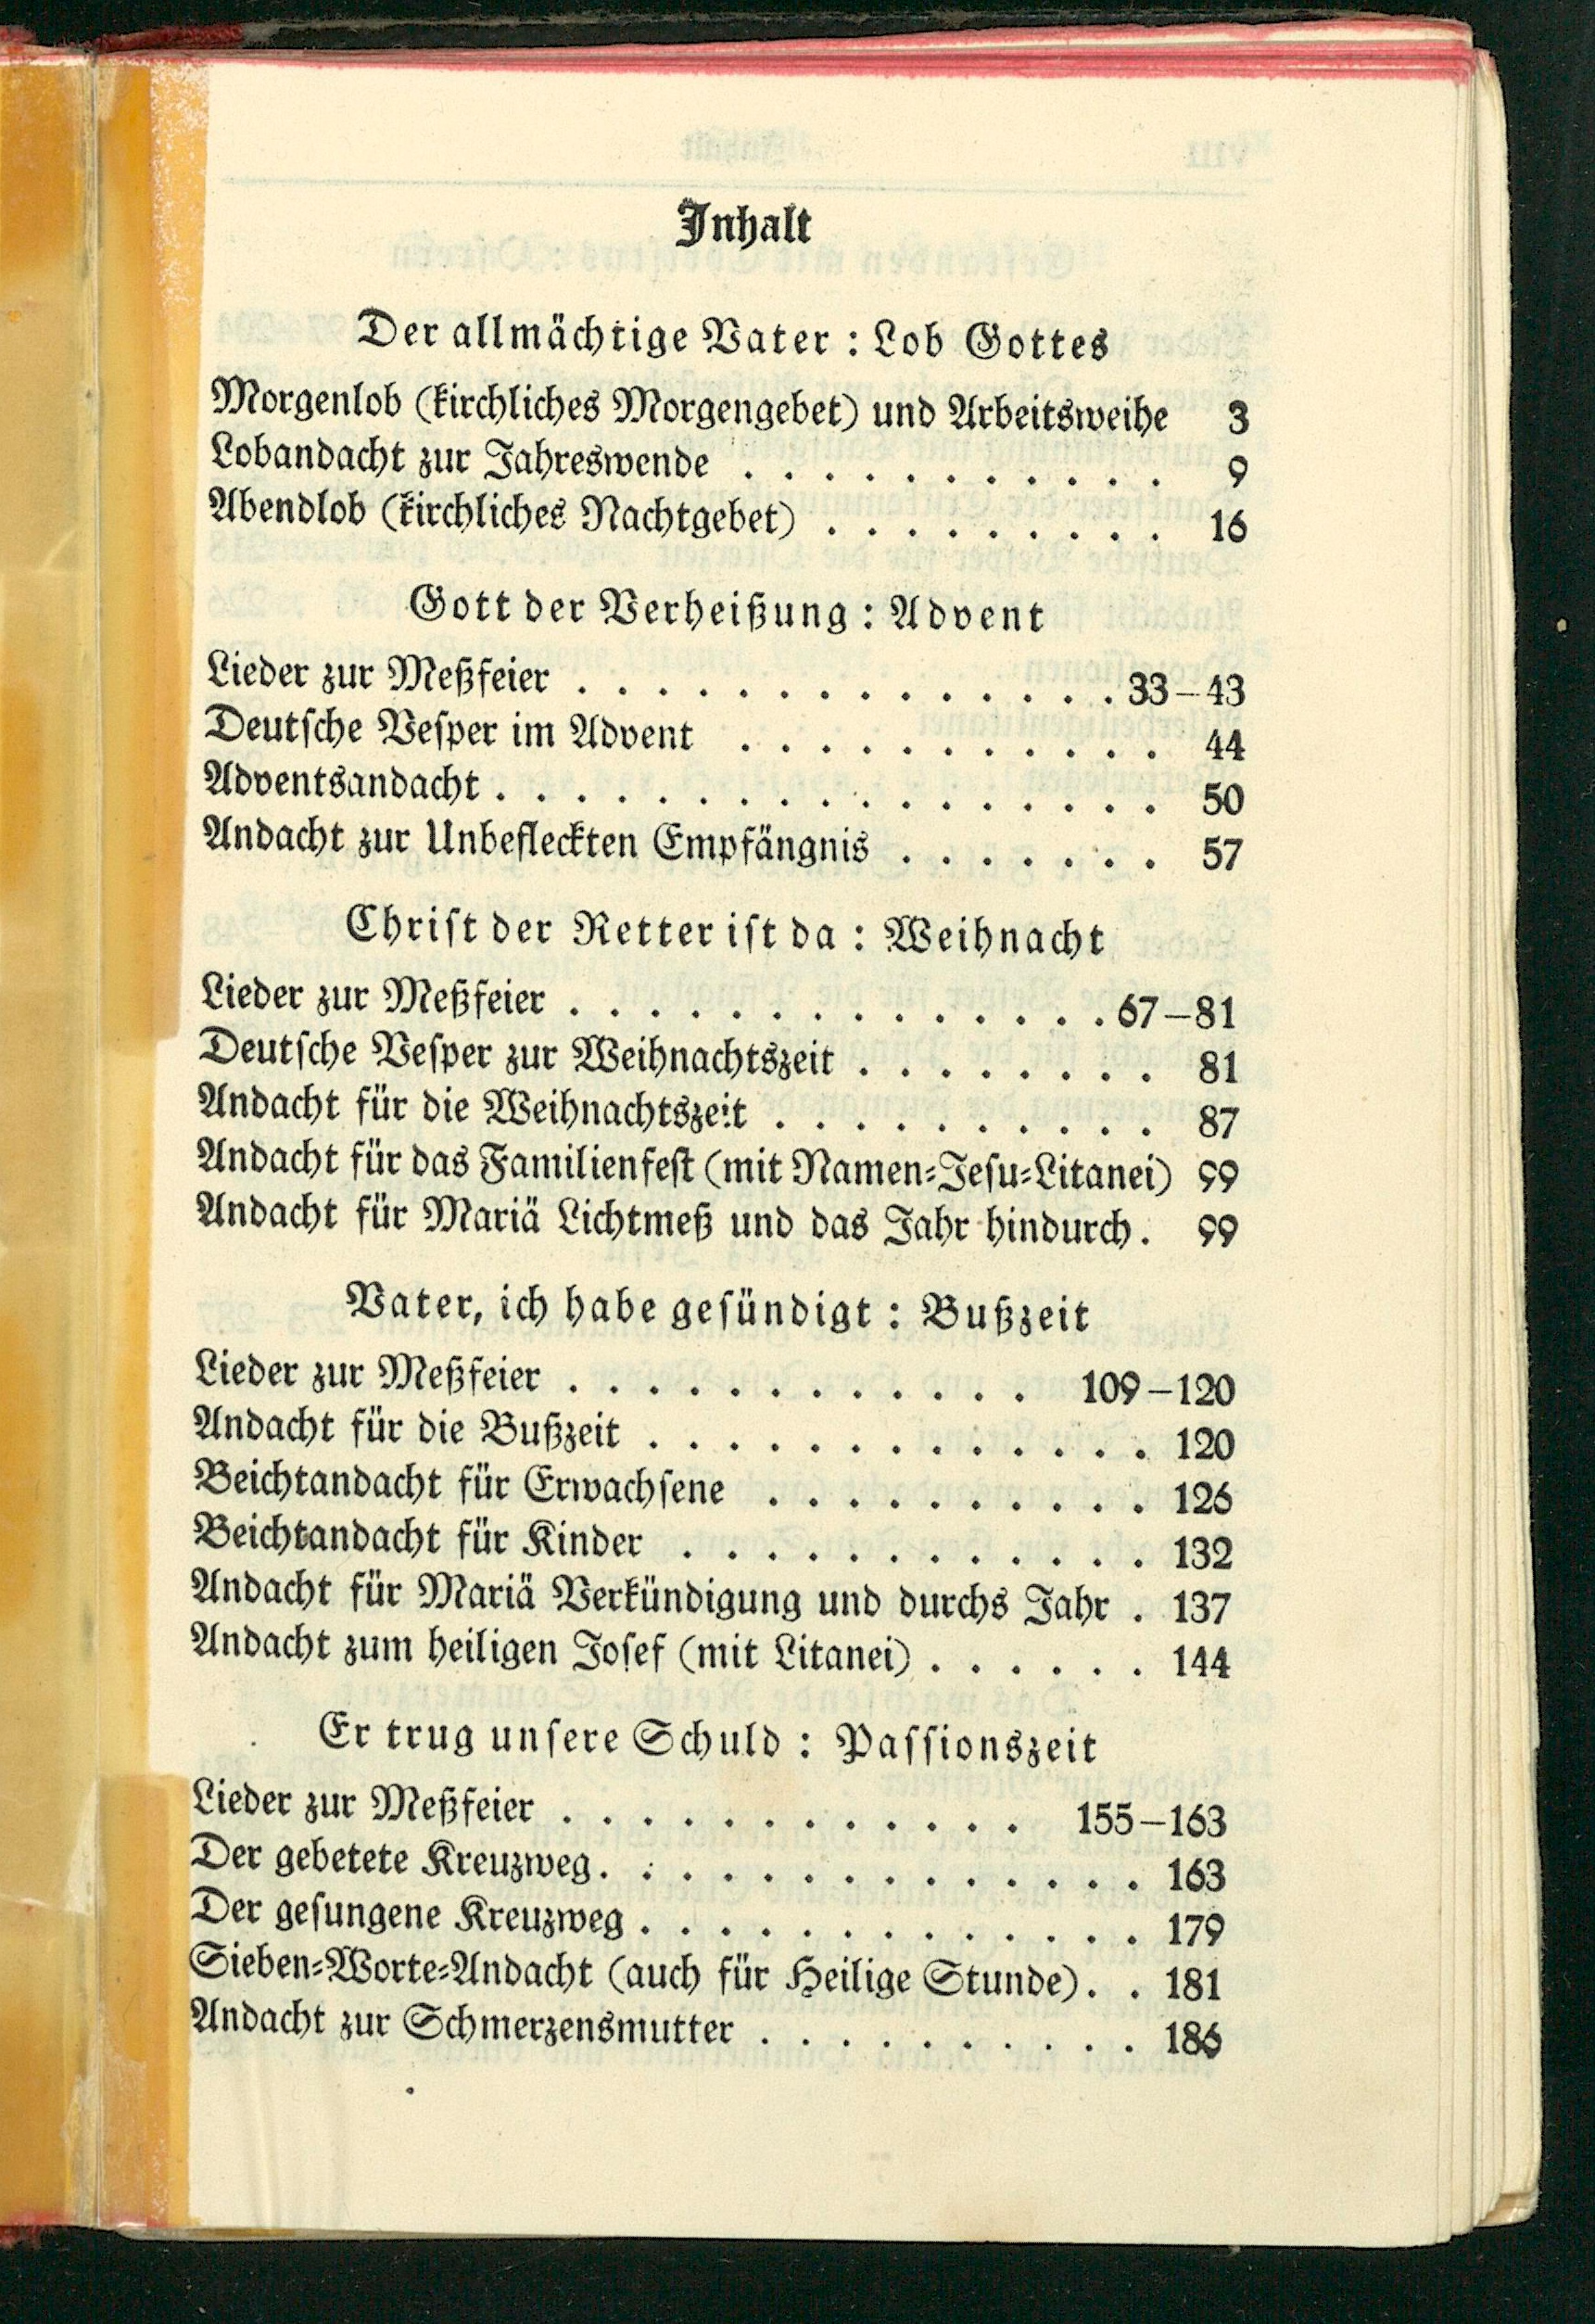 Inhalt
Der allmächtige Vater : Lob Gottes
Morgenlob (kirchliches Morgengebet) und Arbeitsweihe 3
Lobandacht zur Jahreswende . . . . . . . . . . . 9
Abendlob (kirchliches Nachtgebet) . . . . . . . . . 16
Gott der Verheißung : Advent
Lieder zur Meßfeier . . . . . . . . . . . . . . 33–43
Deutsche Vesper im Advent . . . . . . . . . . . 44
Adventsandacht . . . . . . . . . . . . . . . . . 50
Andacht zur Unbefleckten Empfängnis . . . . . . . 57
Christ der Retter ist da : Weihnacht
Lieder zur Meßfeier . . . . . . . . . . . . . . 67–81
Deutsche Vesper zur Weihnachtszeit . . . . . . . . 81
Andacht für die Weihnachtszeit . . . . . . . . . . 87
Andacht für das Familienfest (mit Namen-Jesu-Litanei) 99
Andacht für Mariä Lichtmeß und das Jahr hindurch . 99
Vater, ich habe gesündigt : Bußzeit
Lieder zur Meßfeier . . . . . . . . . . . . 109–120
Andacht für die Bußzeit . . . . . . . . . . . . . 120
Beichtandacht für Erwachsene . . . . . . . . . . 126
Beichtandacht für Kinder . . . . . . . . . . . . 132
Andacht für Mariä Verkündigung und durchs Jahr . 137
Andacht zum heiligen Josef (mit Litanei) . . . . . . 144
Er trug unsere Schuld : Passionszeit
Lieder zur Meßfeier . . . . . . . . . . . . 155–163
Der gebetete Kreuzweg . . . . . . . . . . . . . . 163
Der gesungene Kreuzweg . . . . . . . . . . . . . 179
Sieben-Worte-Andacht (auch für Heilige Stunde) . . 181
Andacht zur Schmerzensmutter . . . . . . . . . . 186